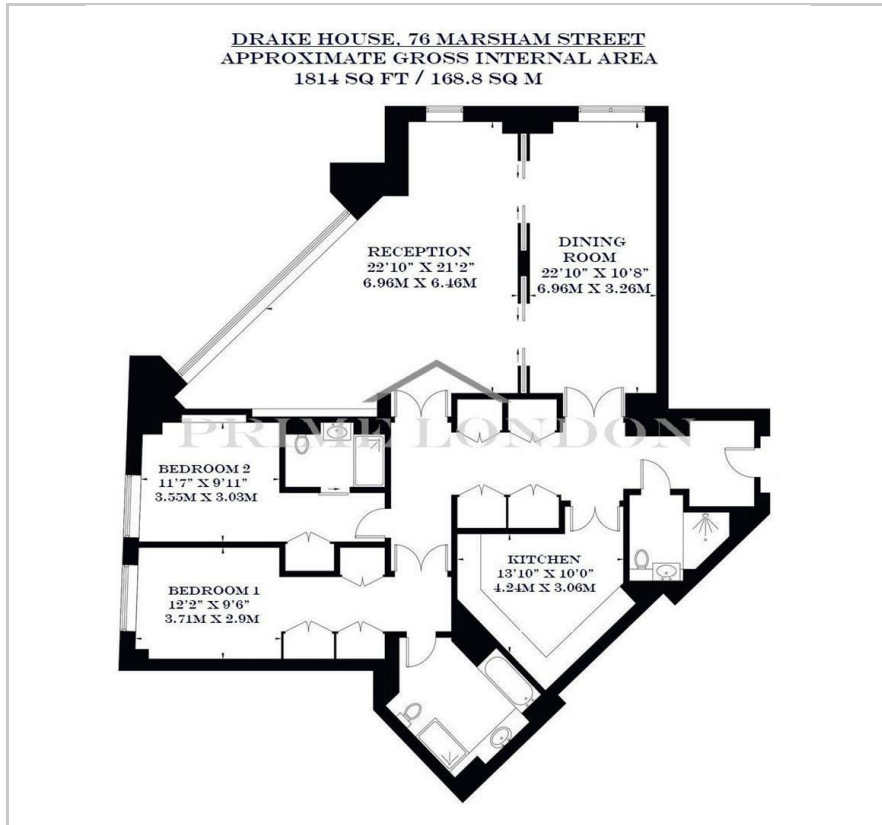 DRAKE HOUSE, 76 MARSHAM STREET
APPROXIMATE GROSS INTERNAL AREA
1814 SQ FT / 168.8 SQ M
RECEPTION
22'10" X 21'2"
6.96M X 6.46M
DINING
ROOM
22'10" X 10'8"
6.96M X 3.26M
PRIME LONDON
BEDROOM 2
11'7" X 9'11"
3.55M X 3.03M
KITCHEN
13'10" X 10'0"
4.24M X 3.06M
BEDROOM 1
12'2" X 9'6"
3.71M X 2.9M